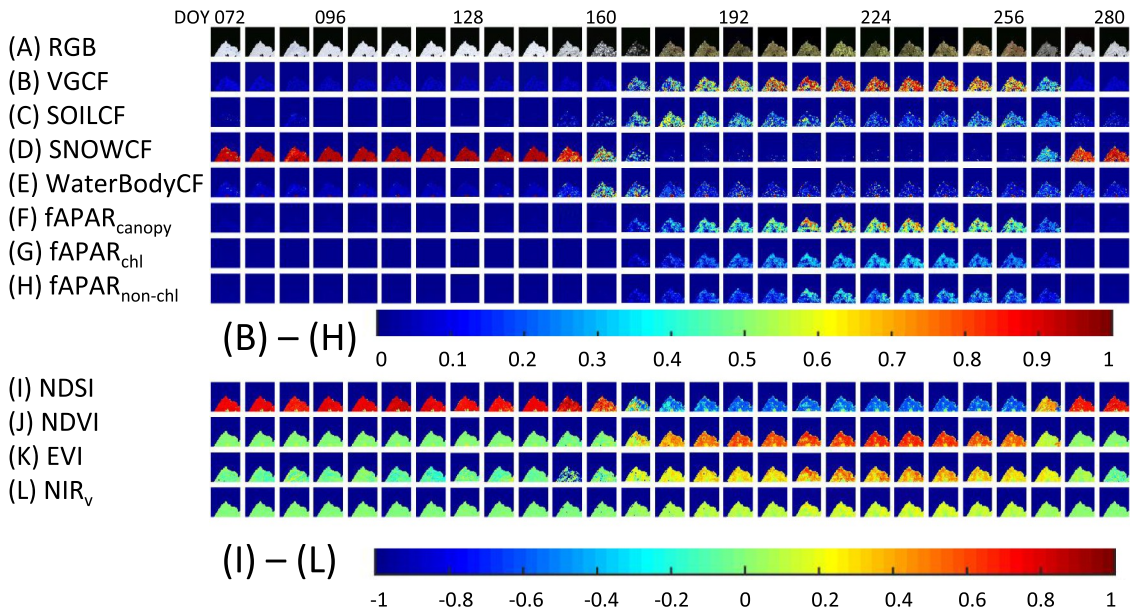 DOY 072 096 128 160 192 224 256 280
(A) RGB
(B) VGCF
(C) SOILCF
(D) SNOWCF
(E) WaterBodyCF
(F) fAPARcanopy
(G) fAPARchl
(H) fAPARnon-chl
(B) – (H)
0 0.1 0.2 0.3 0.4 0.5 0.6 0.7 0.8 0.9 1
(I) NDSI
(J) NDVI
(K) EVI
(L) NIRv
(I) – (L)
-1 -0.8 -0.6 -0.4 -0.2 0 0.2 0.4 0.6 0.8 1